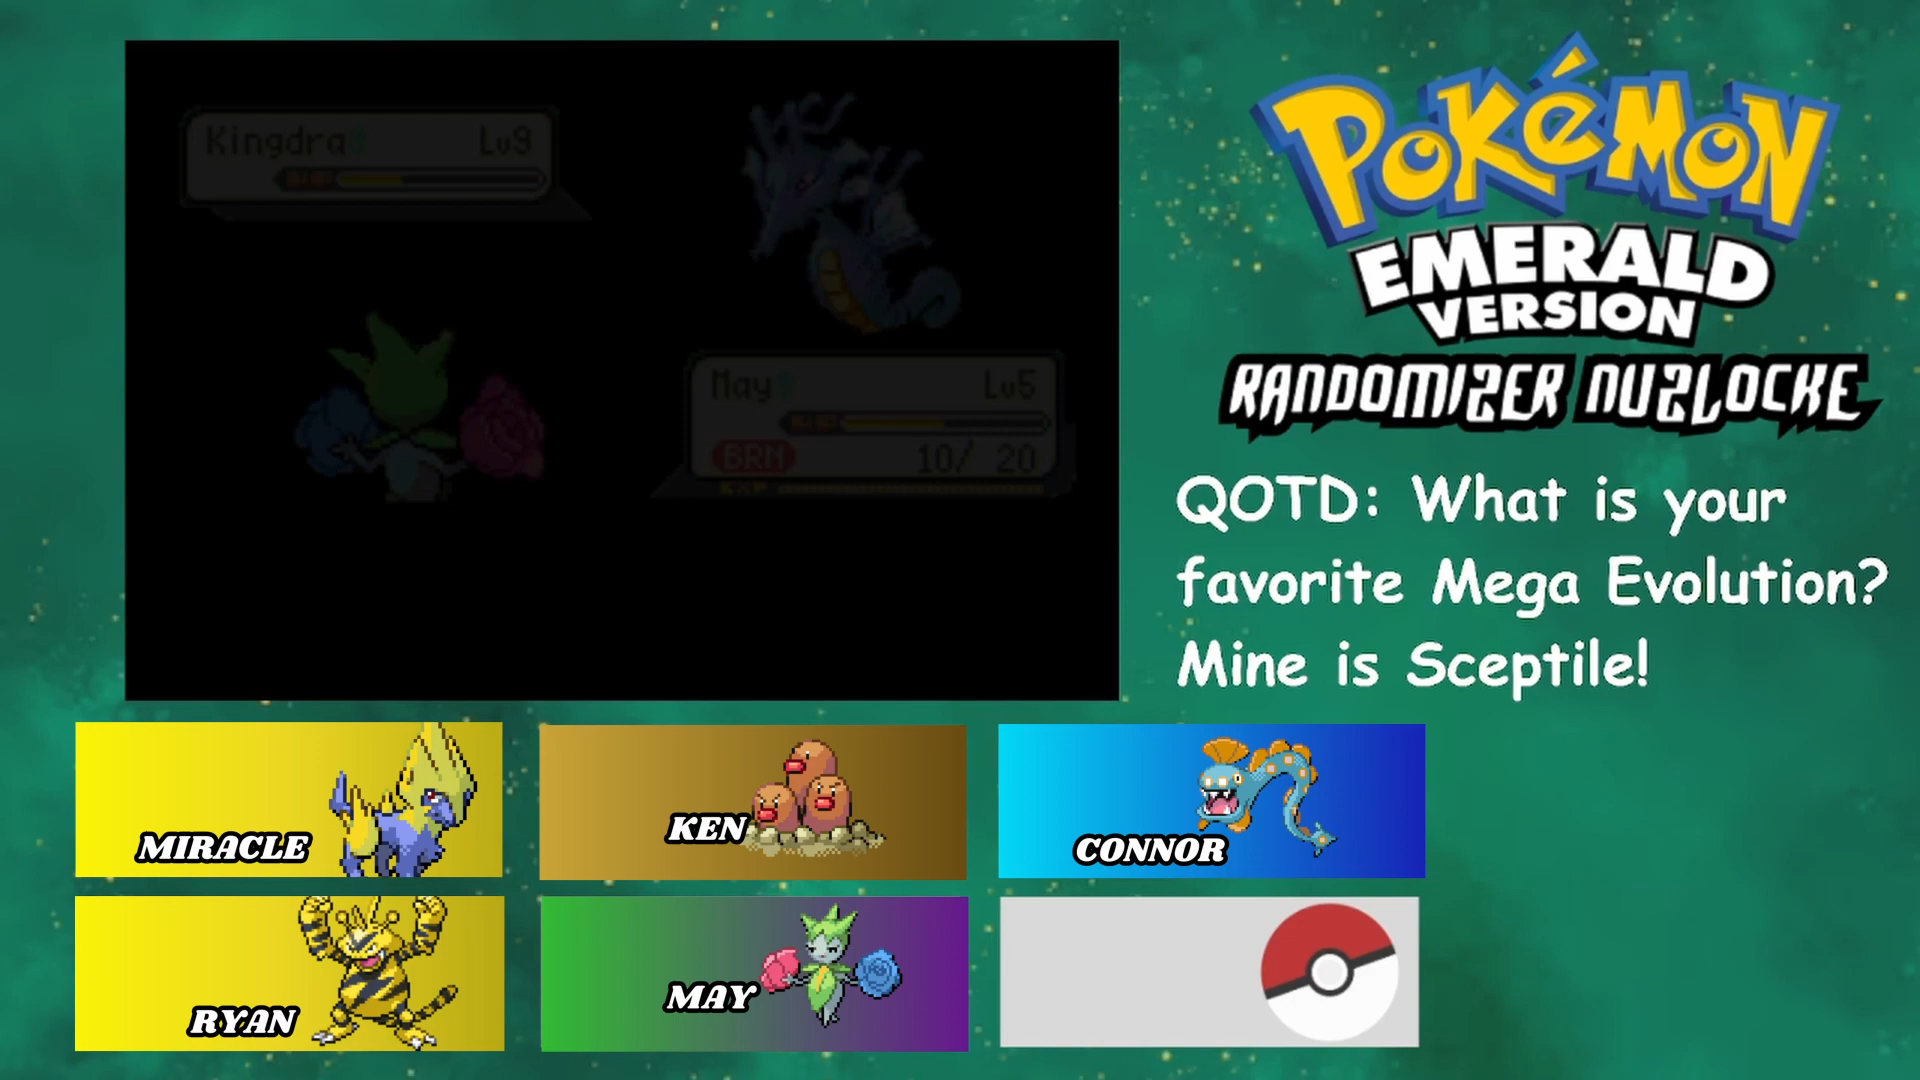 Kingdra Lv9
May Lv5
BRN 10/ 20
EXP
POKéMON
EMERALD
VERSION
RANDOMIZER NUZLOCKE
QOTD: What is your
favorite Mega Evolution?
Mine is Sceptile!
MIRACLE
KEN
CONNOR
RYAN
MAY